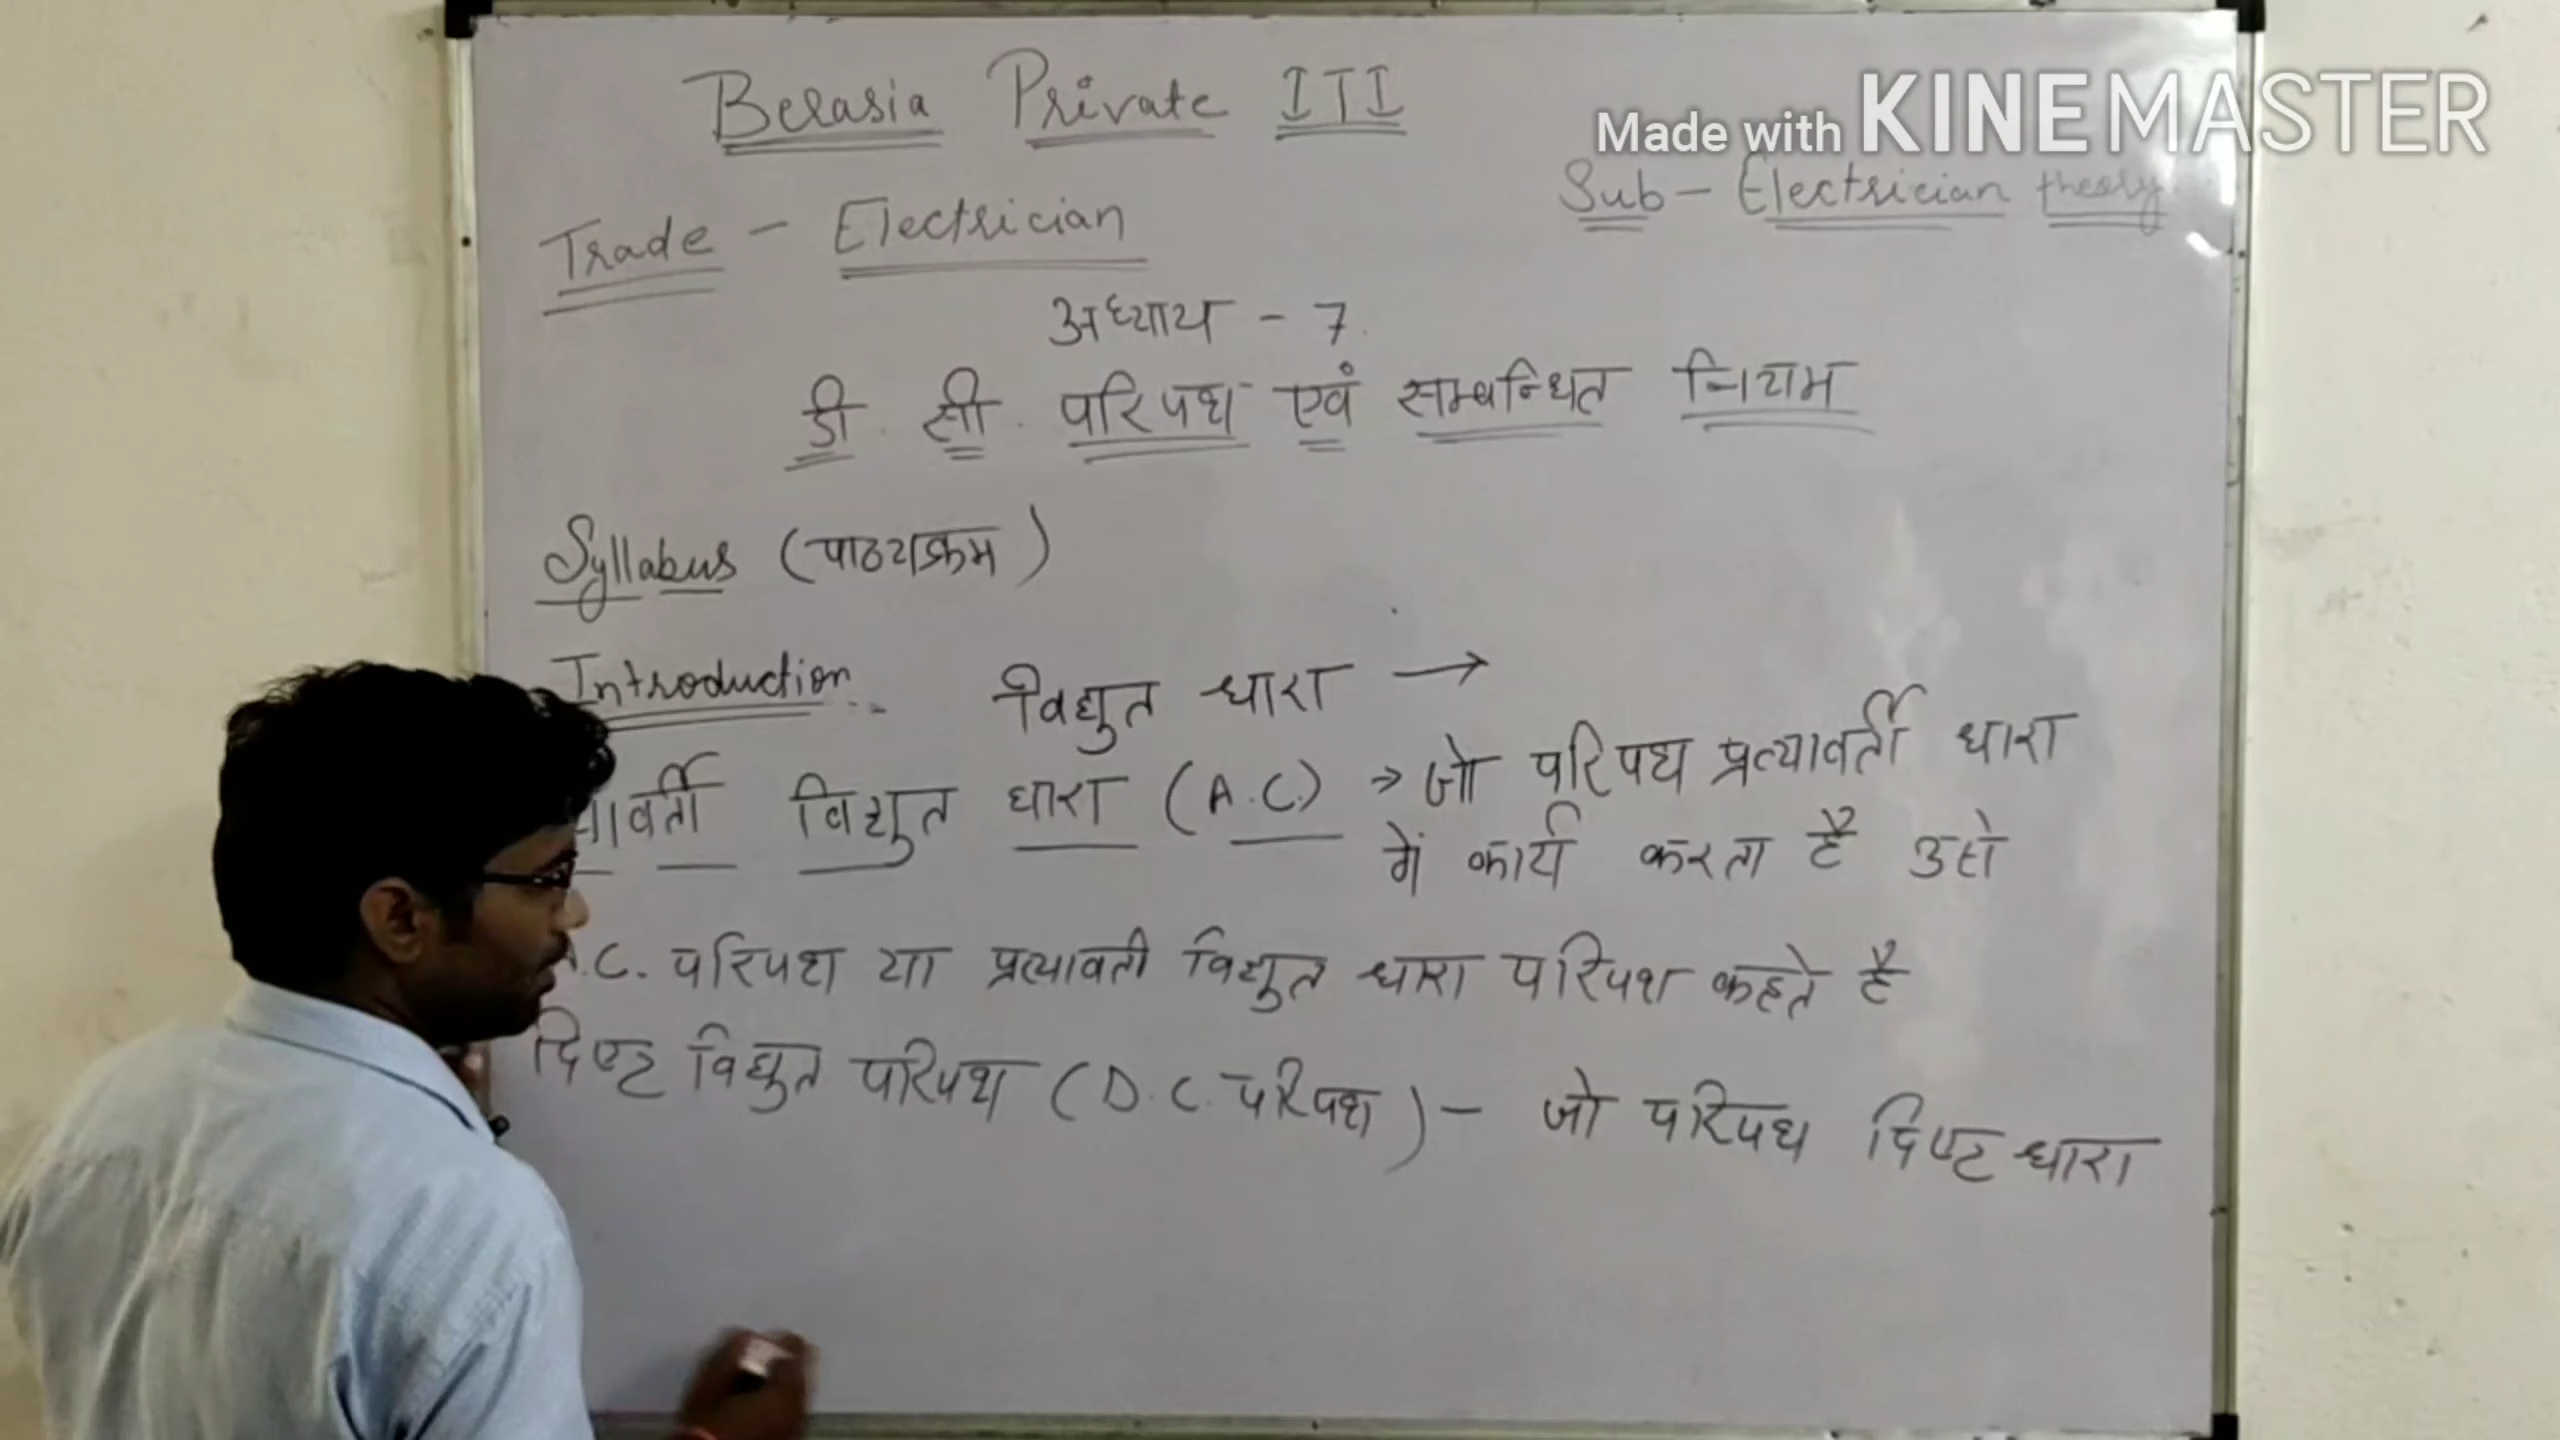 Berasia Private ITI
Made with KINEMASTER
Trade - Electrician
Sub - Electrician theory
अध्याय - 7.
डी. सी. परिपथ एवं सम्बन्धित नियम
Syllabus (पाठ्यक्रम)
Introduction विद्युत धारा →
यावर्ती विद्युत धारा (A.C.) → जो परिपथ प्रत्यावर्ती धारा
में कार्य करता है उसे
A.C. परिपथ या प्रत्यावर्ती विद्युत धारा परिपथ कहते है
दिष्ट विद्युत परिपथ (D.C. परिपथ) - जो परिपथ दिष्ट धारा